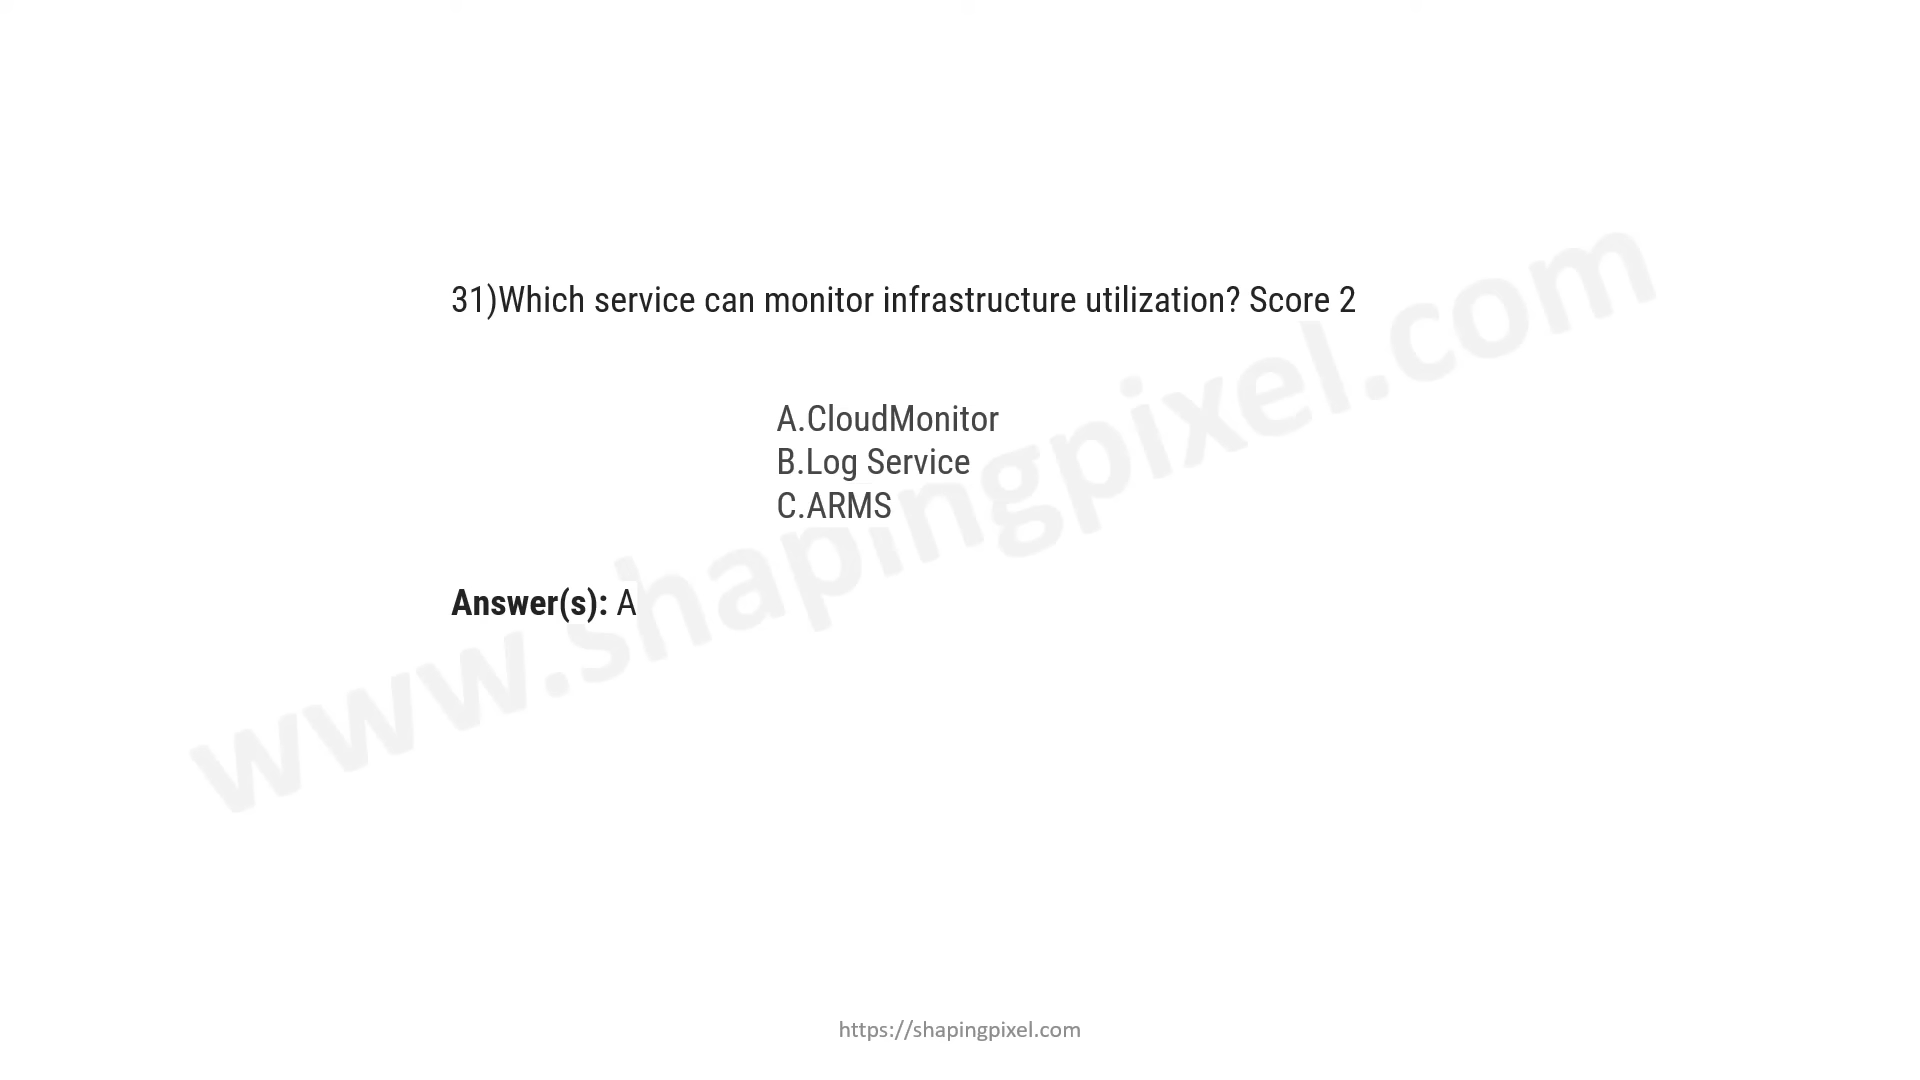 31)Which service can monitor infrastructure utilization? Score 2
A.CloudMonitor
B.Log Service
C.ARMS
Answer(s): A
www.shapingpixel.com
https://shapingpixel.com